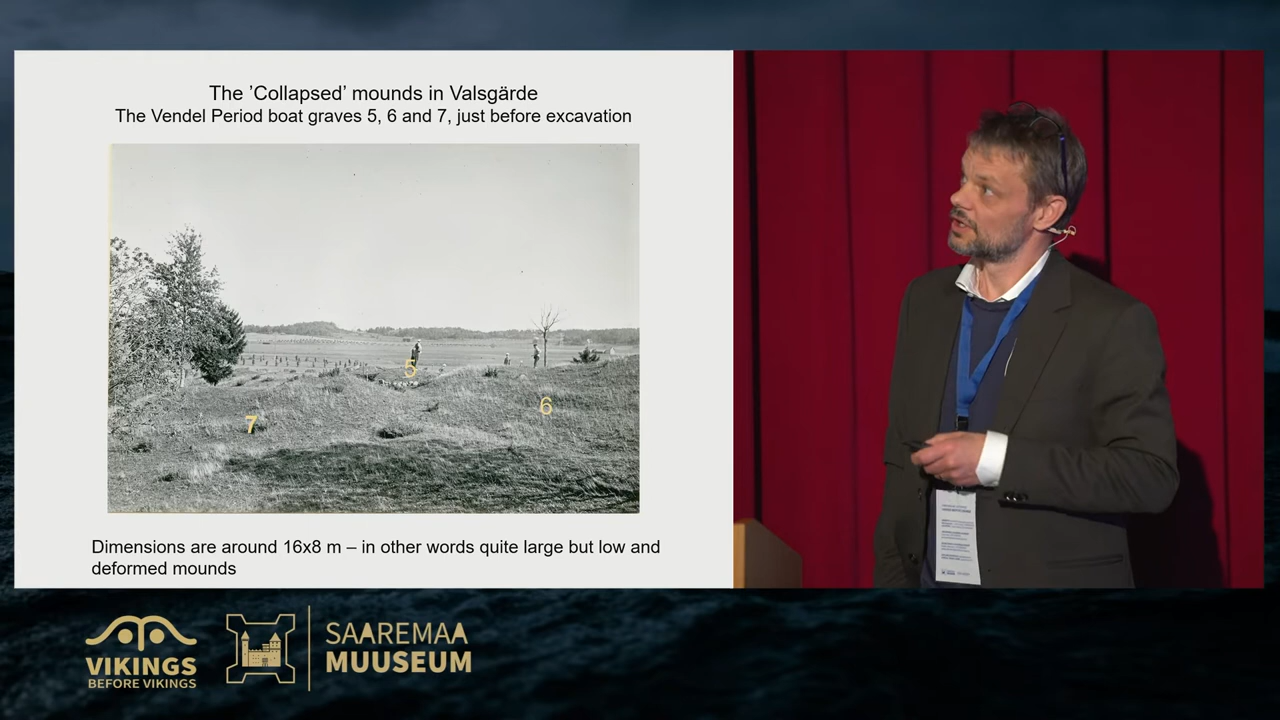 The ’Collapsed’ mounds in Valsgärde
The Vendel Period boat graves 5, 6 and 7, just before excavation
5
6
7
Dimensions are around 16x8 m – in other words quite large but low and
deformed mounds
VIKINGS
BEFORE VIKINGS
SAAREMAA
MUUSEUM